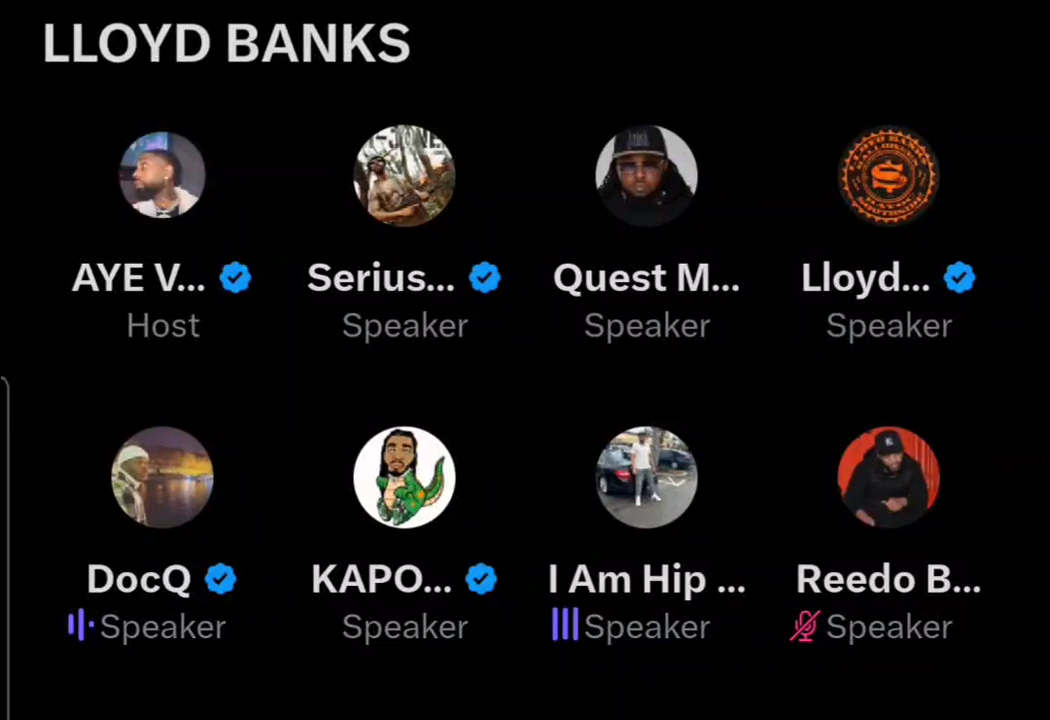 LLOYD BANKS
AYE V... Serius... Quest M... Lloyd...
Host Speaker Speaker Speaker
DocQ KAPO... I Am Hip ... Reedo B...
Speaker Speaker Speaker Speaker